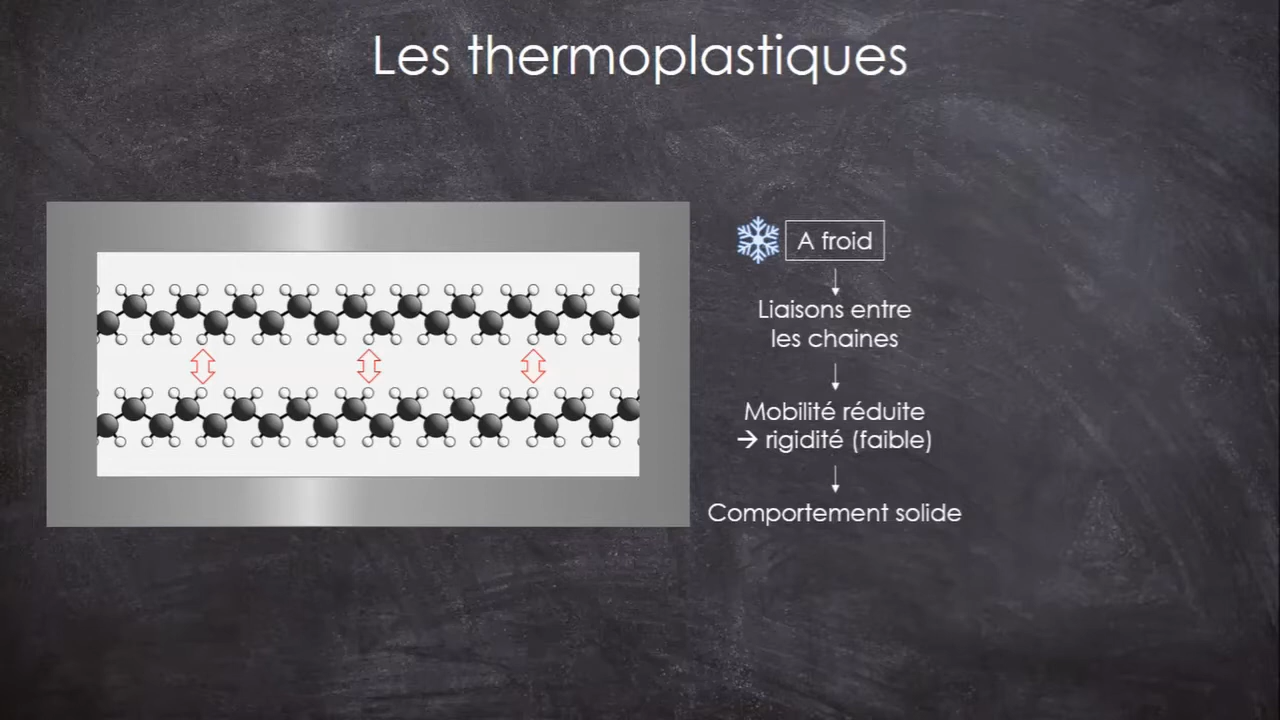 Les thermoplastiques
A froid
Liaisons entre
les chaines
Mobilité réduite
→ rigidité (faible)
Comportement solide